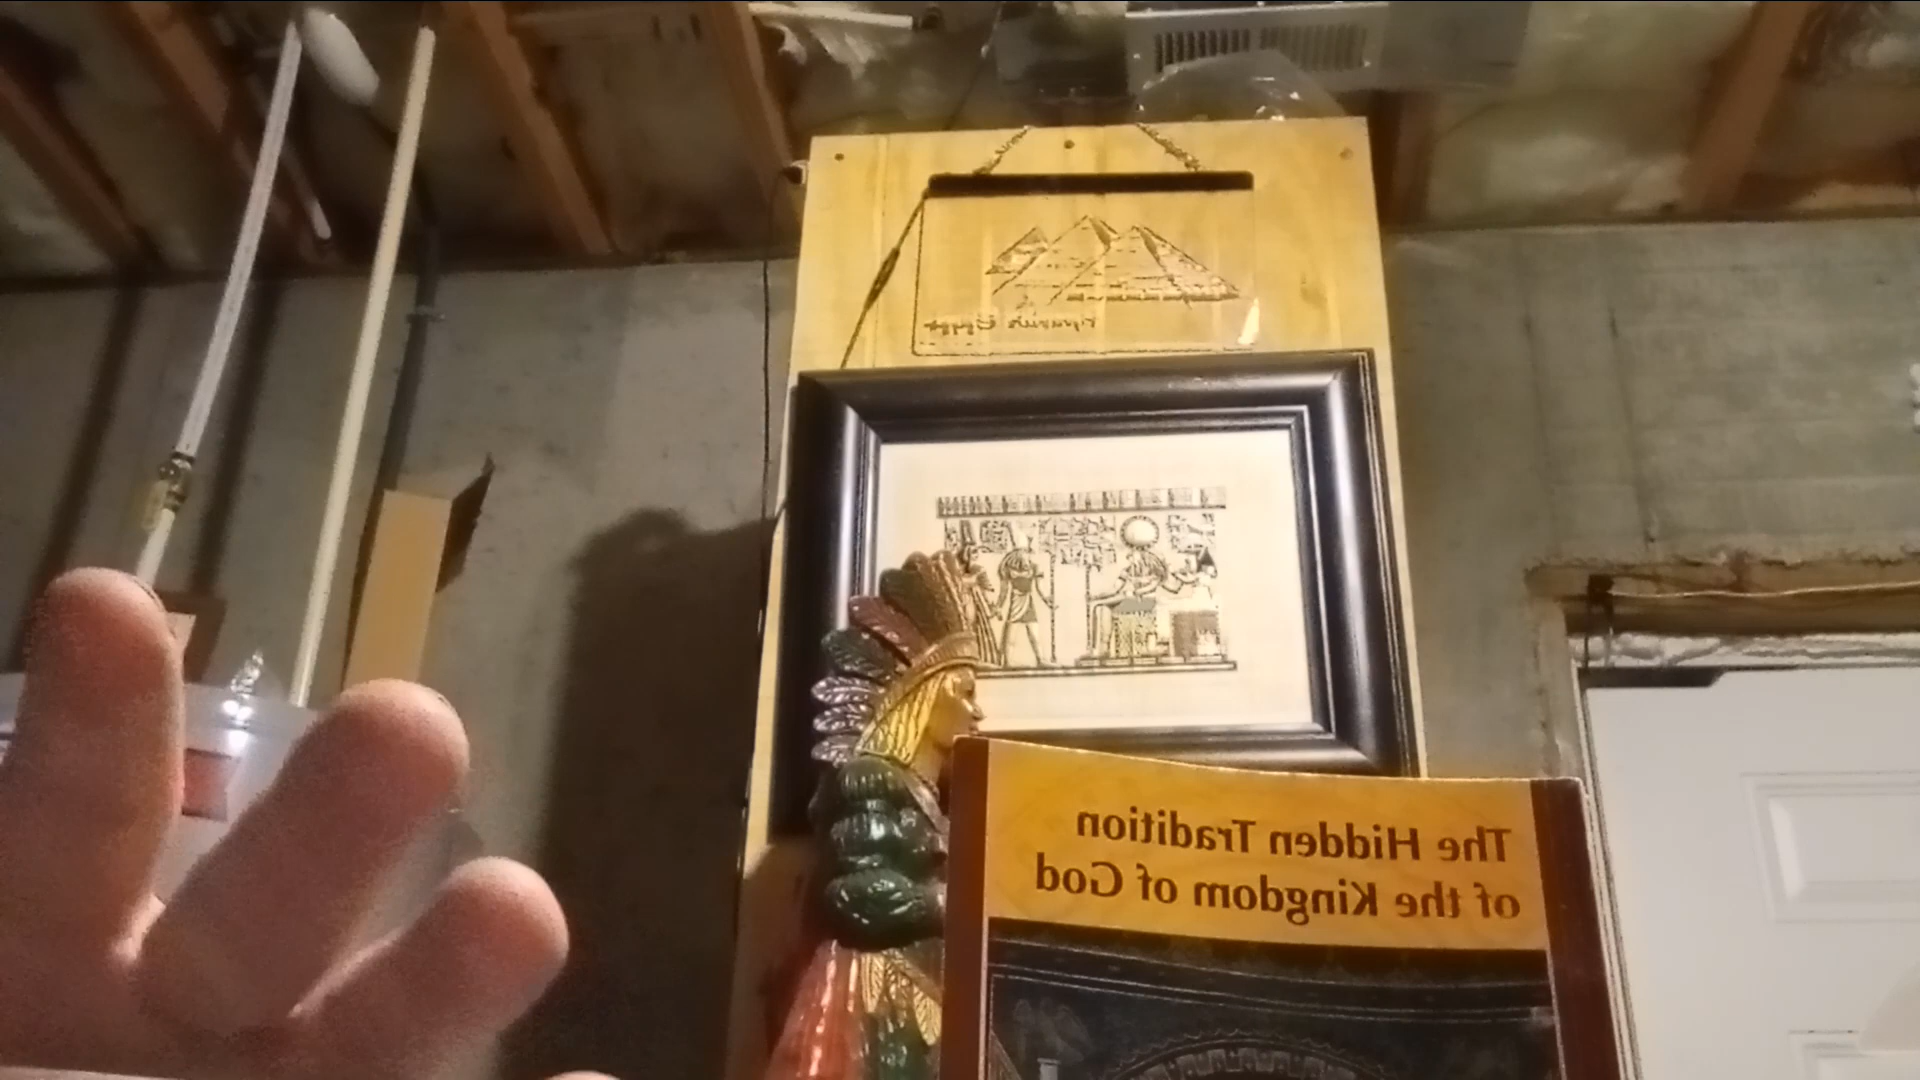 The Hidden Tradition
of the Kingdom of God